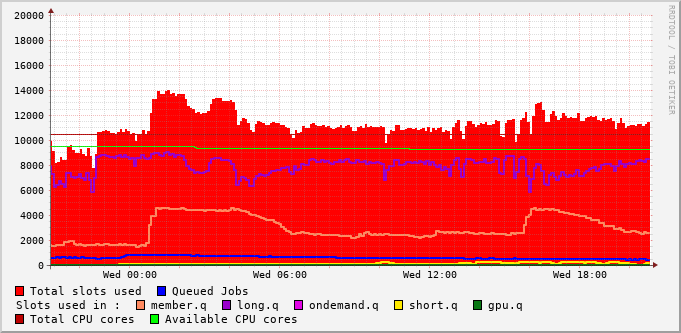 20000
18000
16000
14000
12000
10000
8000
6000
4000
2000
0
Wed 00:00 Wed 06:00 Wed 12:00 Wed 18:00
Total slots used Queued Jobs
Slots used in : member.q long.q ondemand.q short.q gpu.q
Total CPU cores Available CPU cores
RRDTOOL / TOBI OETIKER